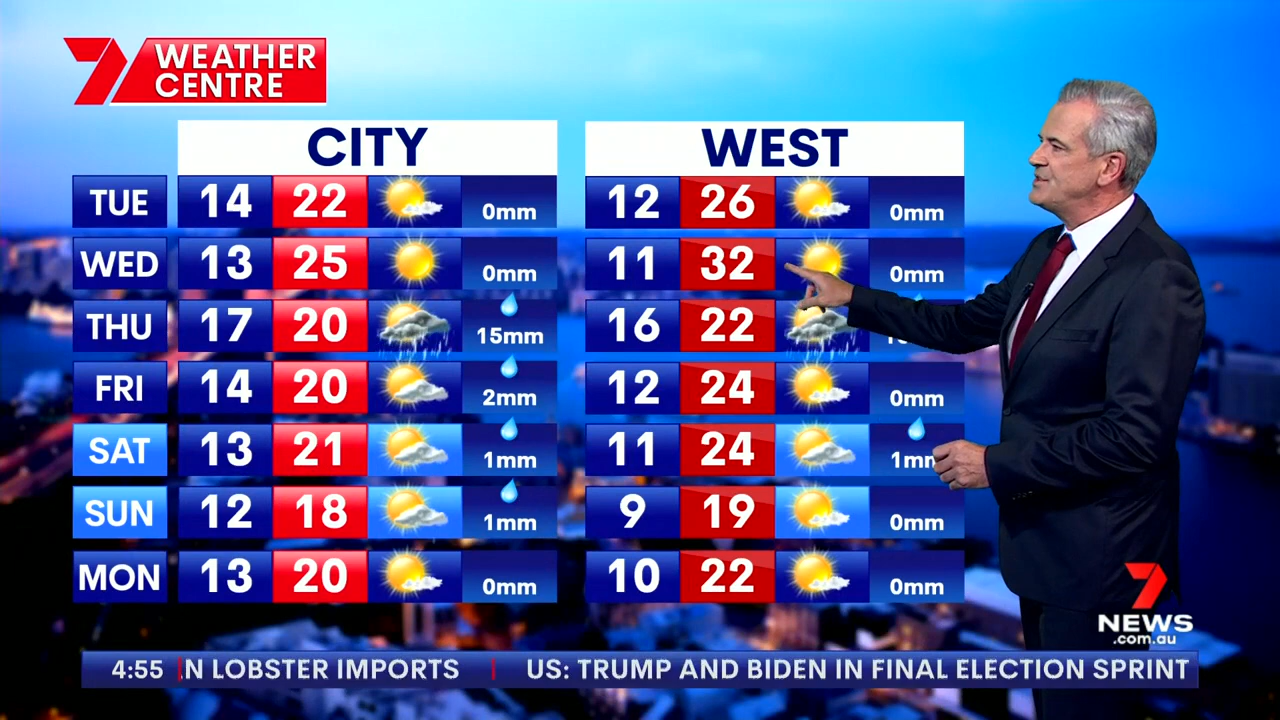 7 WEATHER
CENTRE
CITY WEST
TUE 14 22 0mm 12 26 0mm
WED 13 25 0mm 11 32 0mm
THU 17 20 15mm 16 22
FRI 14 20 2mm 12 24 0mm
SAT 13 21 1mm 11 24 1mm
SUN 12 18 1mm 9 19 0mm
MON 13 20 0mm 10 22 0mm
7
NEWS
.com.au
4:55 N LOBSTER IMPORTS | US: TRUMP AND BIDEN IN FINAL ELECTION SPRINT